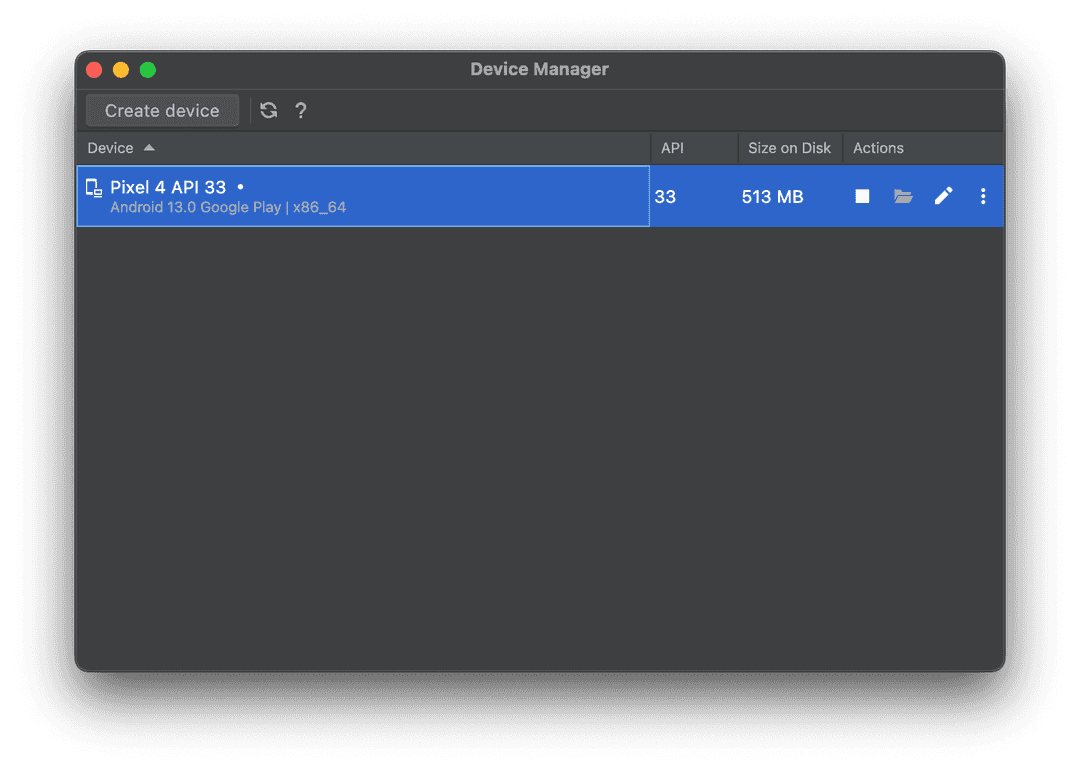 Device Manager
Create device ?
Device API Size on Disk Actions
Pixel 4 API 33 •
Android 13.0 Google Play | x86_64
33 513 MB